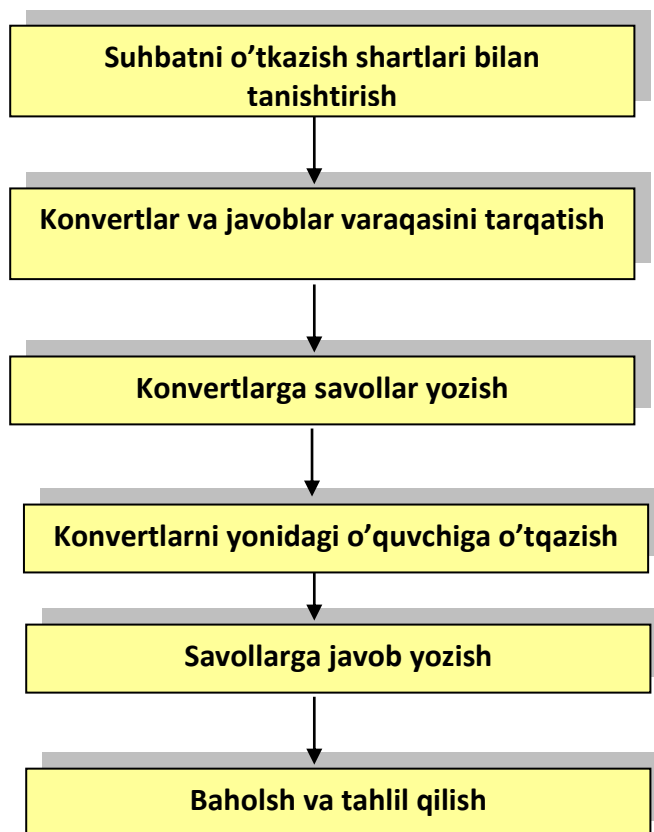 Suhbatni o’tkazish shartlari bilan
tanishtirish
Konvertlar va javoblar varaqasini tarqatish
Konvertlarga savollar yozish
Konvertlarni yonidagi o’quvchiga o’tqazish
Savollarga javob yozish
Baholsh va tahlil qilish